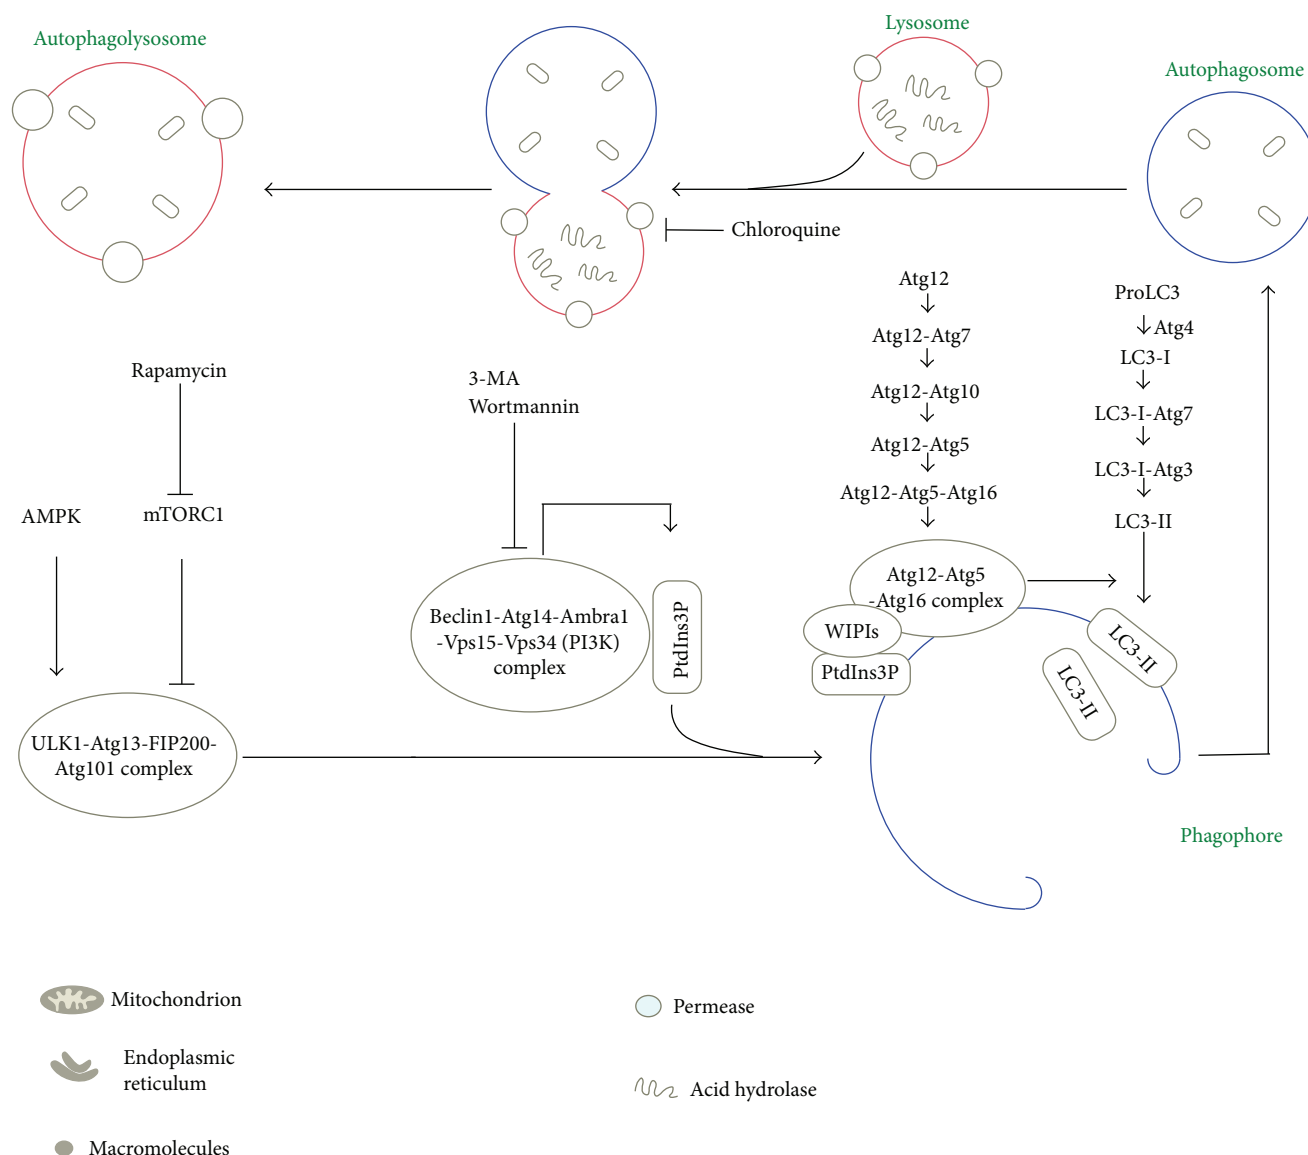 Autophagolysosome
Lysosome
Autophagosome
Chloroquine
Atg12
Atg12-Atg7
Atg12-Atg10
Atg12-Atg5
Atg12-Atg5-Atg16
ProLC3
Atg4
LC3-I
LC3-I-Atg7
LC3-I-Atg3
LC3-II
Rapamycin
3-MA
Wortmannin
AMPK
mTORC1
Beclin1-Atg14-Ambra1
-Vps15-Vps34 (PI3K)
complex
PtdIns3P
Atg12-Atg5
-Atg16 complex
WIPIs
PtdIns3P
LC3-II
LC3-II
ULK1-Atg13-FIP200-
Atg101 complex
Phagophore
Mitochondrion
Endoplasmic
reticulum
Macromolecules
Permease
Acid hydrolase